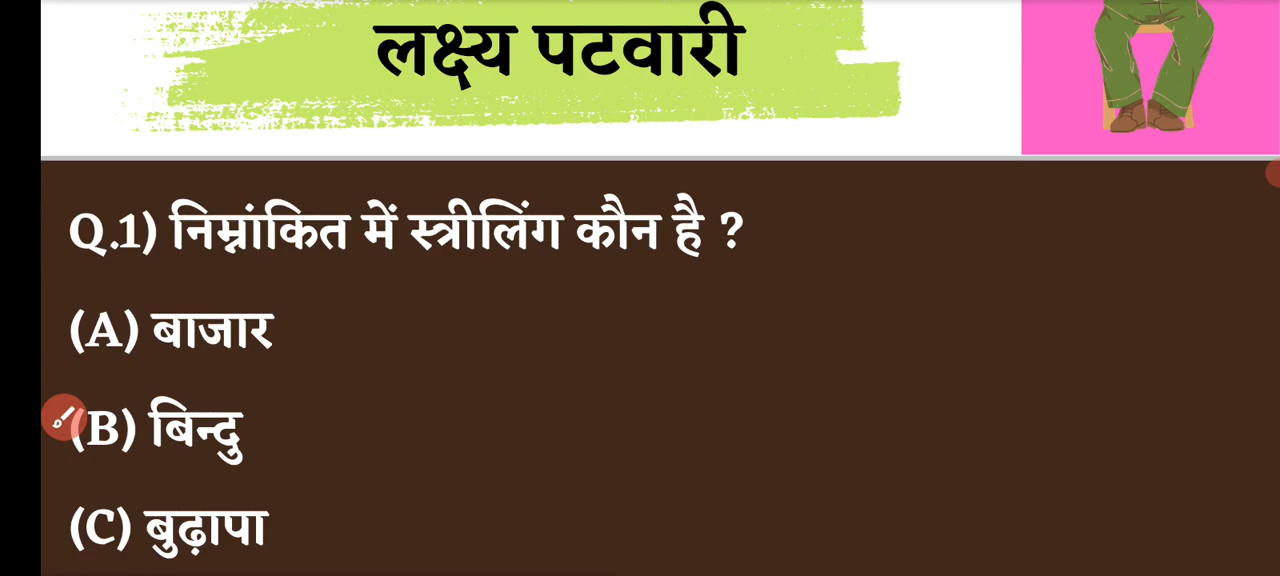 लक्ष्य पटवारी
Q.1) निम्नांकित में स्त्रीलिंग कौन है ?
(A) बाजार
(B) बिन्दु
(C) बुढ़ापा